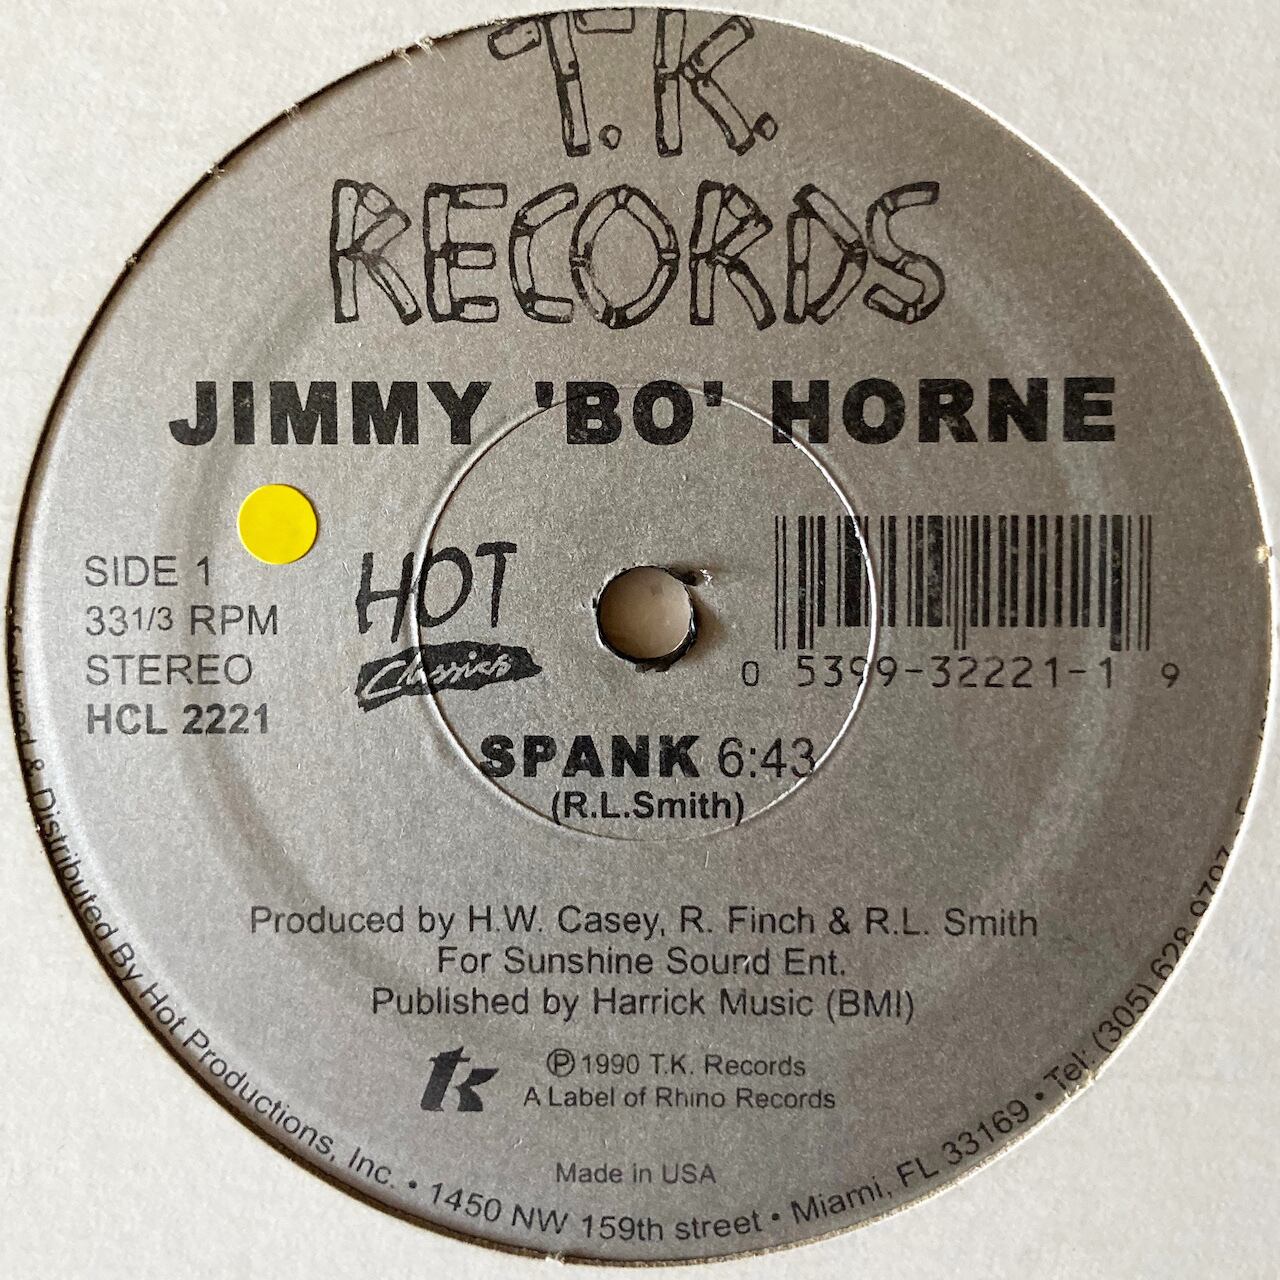 T.K.
RECORDS
JIMMY 'BO' HORNE
SIDE 1
33 1/3 RPM
STEREO
HCL 2221
HOT
Classics
0 5399-32221-1 9
SPANK 6:43
(R.L.Smith)
Produced by H.W. Casey, R. Finch & R.L. Smith
For Sunshine Sound Ent.
Published by Harrick Music (BMI)
tk
℗ 1990 T.K. Records
A Label of Rhino Records
Made in USA
& Distributed By Hot Productions, Inc. • 1450 NW 159th street • Miami, FL 33169 • Tel: (305) 628-9797